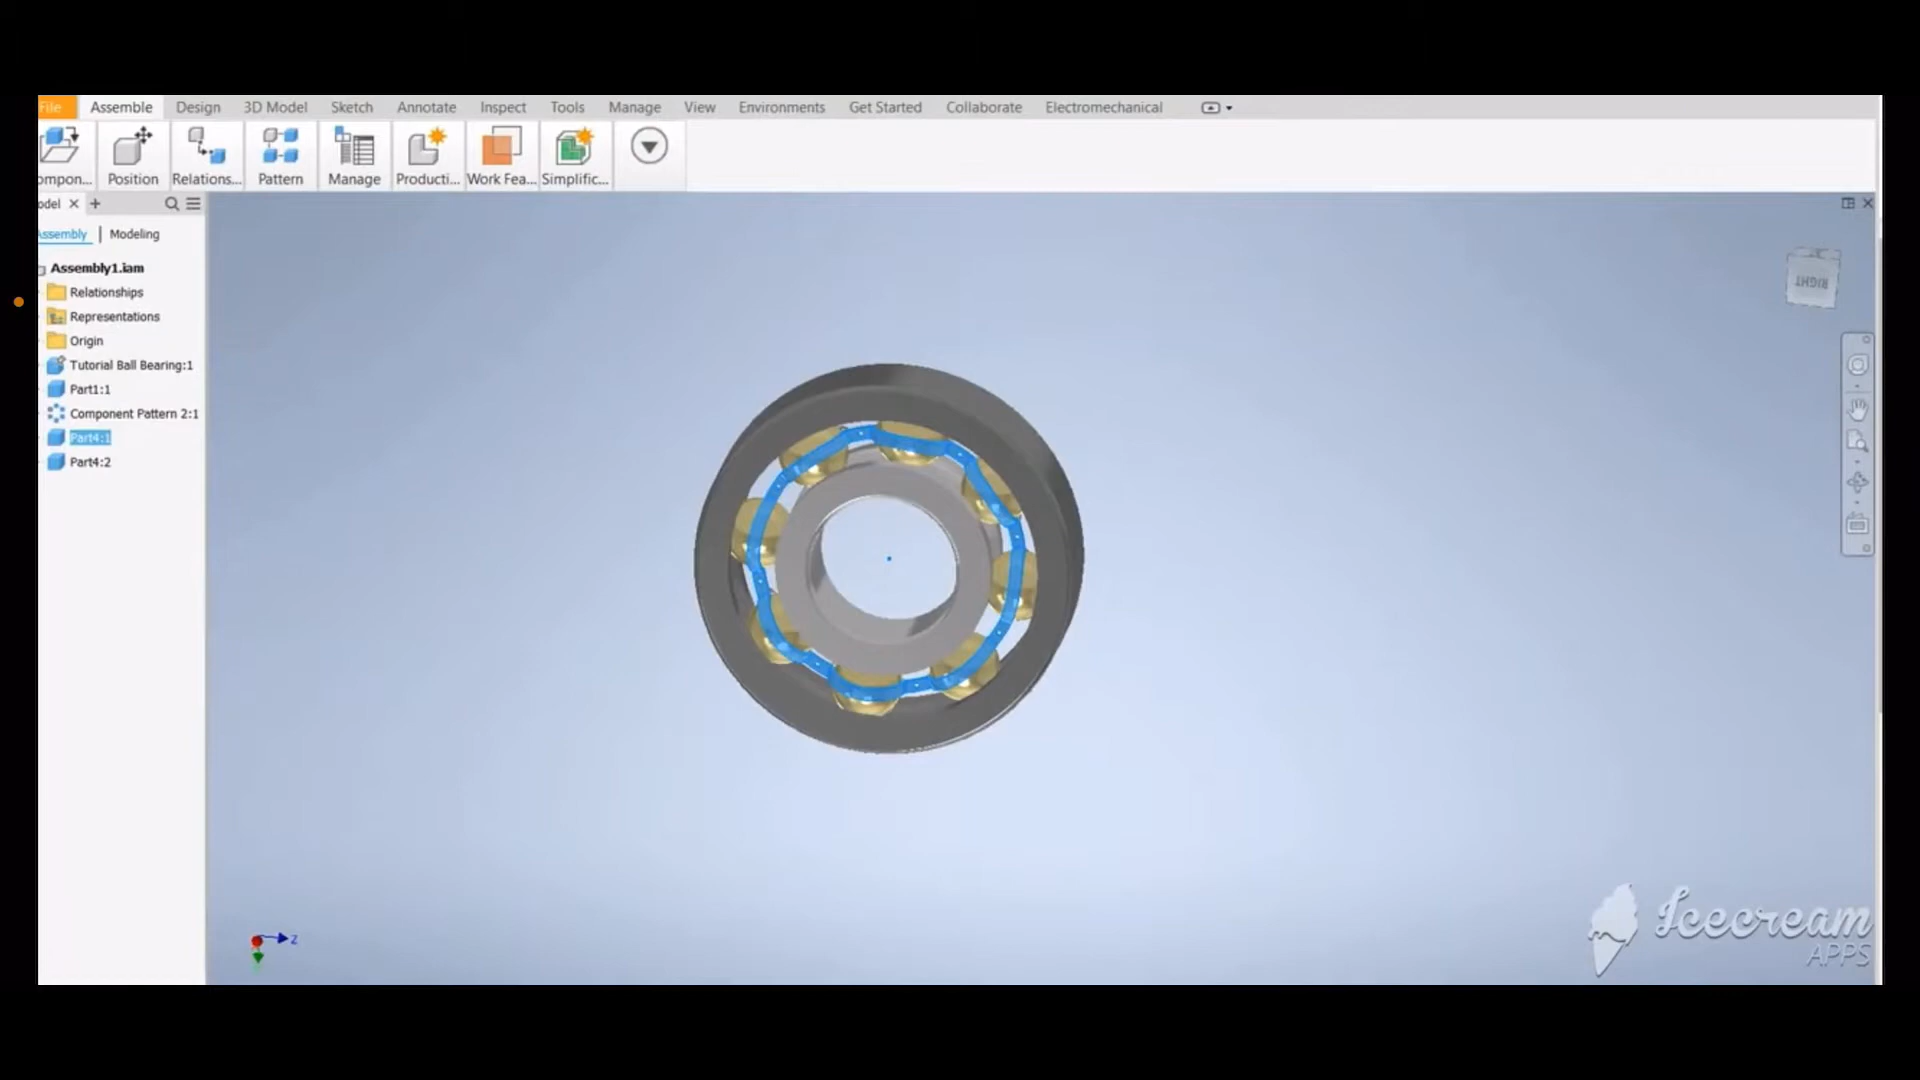 File Assemble Design 3D Model Sketch Annotate Inspect Tools Manage View Environments Get Started Collaborate Electromechanical
ompon... Position Relations... Pattern Manage Producti... Work Fea... Simplific...
odel × +
Assembly | Modeling
Assembly1.iam
Relationships
Representations
Origin
Tutorial Ball Bearing:1
Part1:1
Component Pattern 2:1
Part4:1
Part4:2
RIGHT
Z
Icecream
APPS